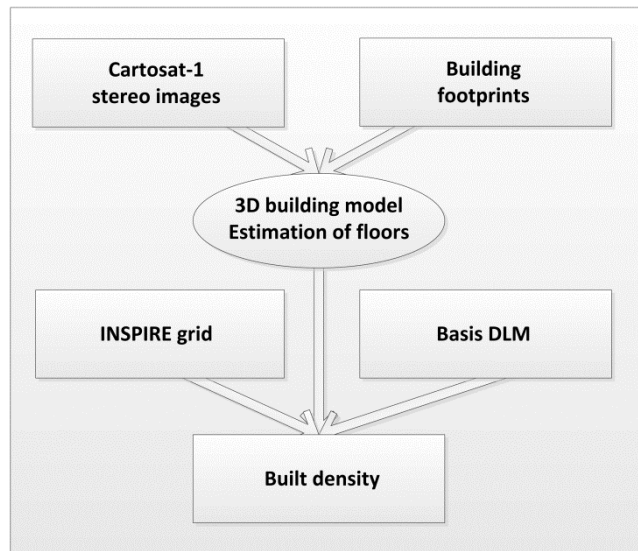 Cartosat-1
stereo images
Building
footprints
3D building model
Estimation of floors
INSPIRE grid
Basis DLM
Built density